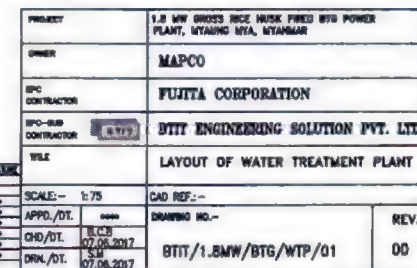 PROJECT
1.8 MW GROSS RICE HUSK FIRED BTG POWER
PLANT, MYAUNG MYA, MYANMAR
OWNER
MAPCO
EPC
CONTRACTOR
FUJITA CORPORATION
EPC-SUB
CONTRACTOR
BTIT
BTIT ENGINEERING SOLUTION PVT. LT
TITLE
LAYOUT OF WATER TREATMENT PLANT
SCALE:- 1:75
CAD REF.:-
APPD./DT.
CHD/DT. B.C.B
07.06.2017
DRN./DT. S.M
07.06.2017
DRAWING NO.-
BTIT/1.8MW/BTG/WTP/01
REV.
00